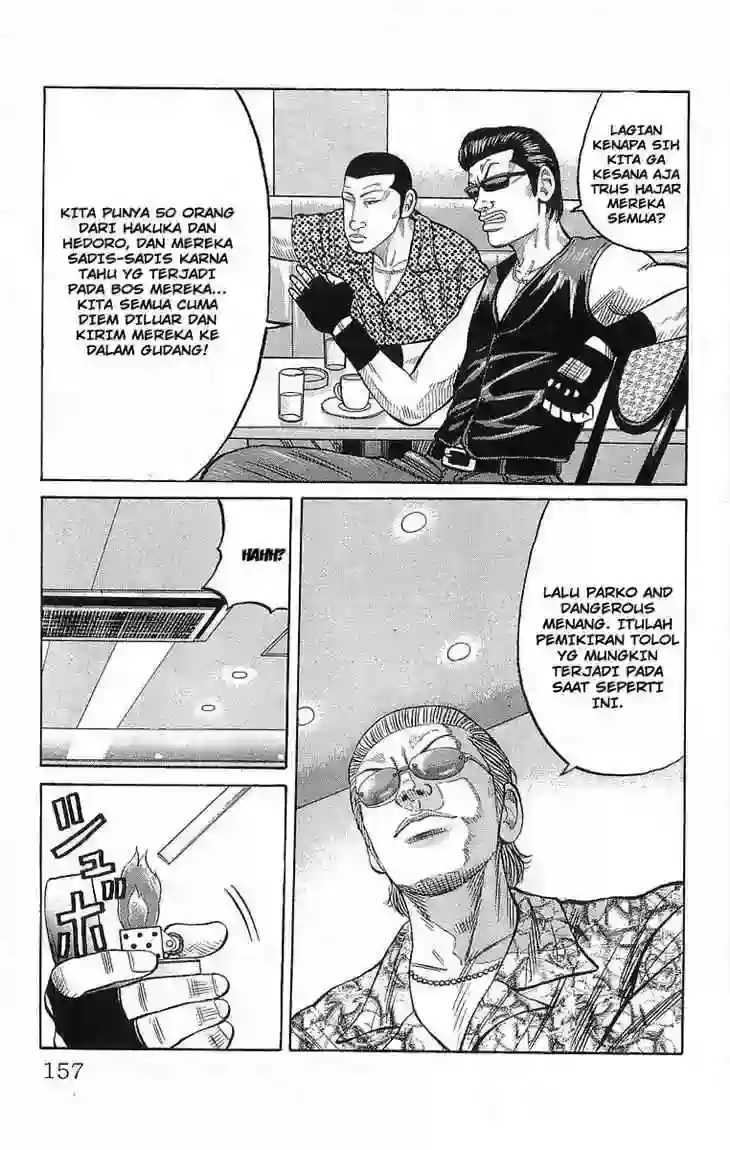 LAGIAN
KENAPA SIH
KITA GA
KESANA AJA
TRUS HAJAR
MEREKA
SEMUA?
KITA PUNYA 50 ORANG
DARI HAKUKA DAN
HEDORO, DAN MEREKA
SADIS-SADIS KARNA
TAHU YG TERJADI
PADA BOS MEREKA...
KITA SEMUA CUMA
DIEM DILUAR DAN
KIRIM MEREKA KE
DALAM GUDANG!
LALU PARKO AND
DANGEROUS
MENANG. ITULAH
PEMIKIRAN TOLOL
YG MUNGKIN
TERJADI PADA
SAAT SEPERTI
INI.
HAHH?
シュボ
157